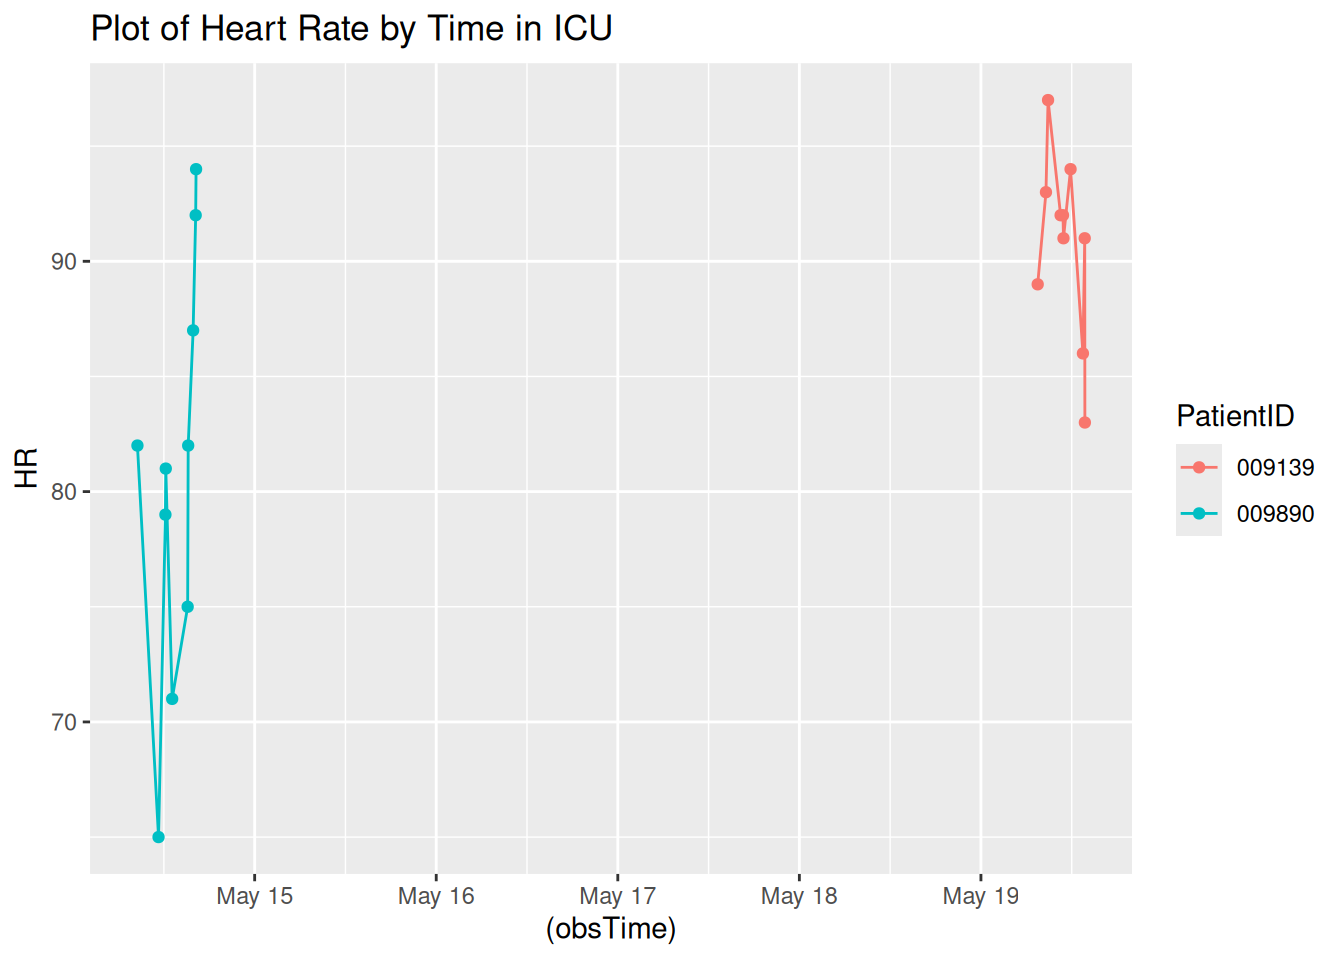 Plot of Heart Rate by Time in ICU
HR
90
80
70
May 15
May 16
May 17
May 18
May 19
(obsTime)
PatientID
009139
009890